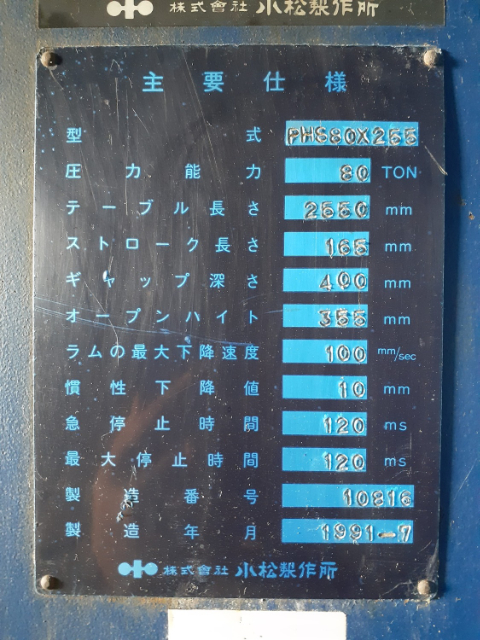 株式會社 小松製作所
主要仕様
型式 PHS80X255
圧力能力 80 TON
テーブル長さ 2550 mm
ストローク長さ 165 mm
ギャップ深さ 400 mm
オープンハイト 355 mm
ラムの最大下降速度 100 mm/sec
慣性下降値 10 mm
急停止時間 120 ms
最大停止時間 120 ms
製造番号 10816
製造年月 1991-7
株式會社 小松製作所